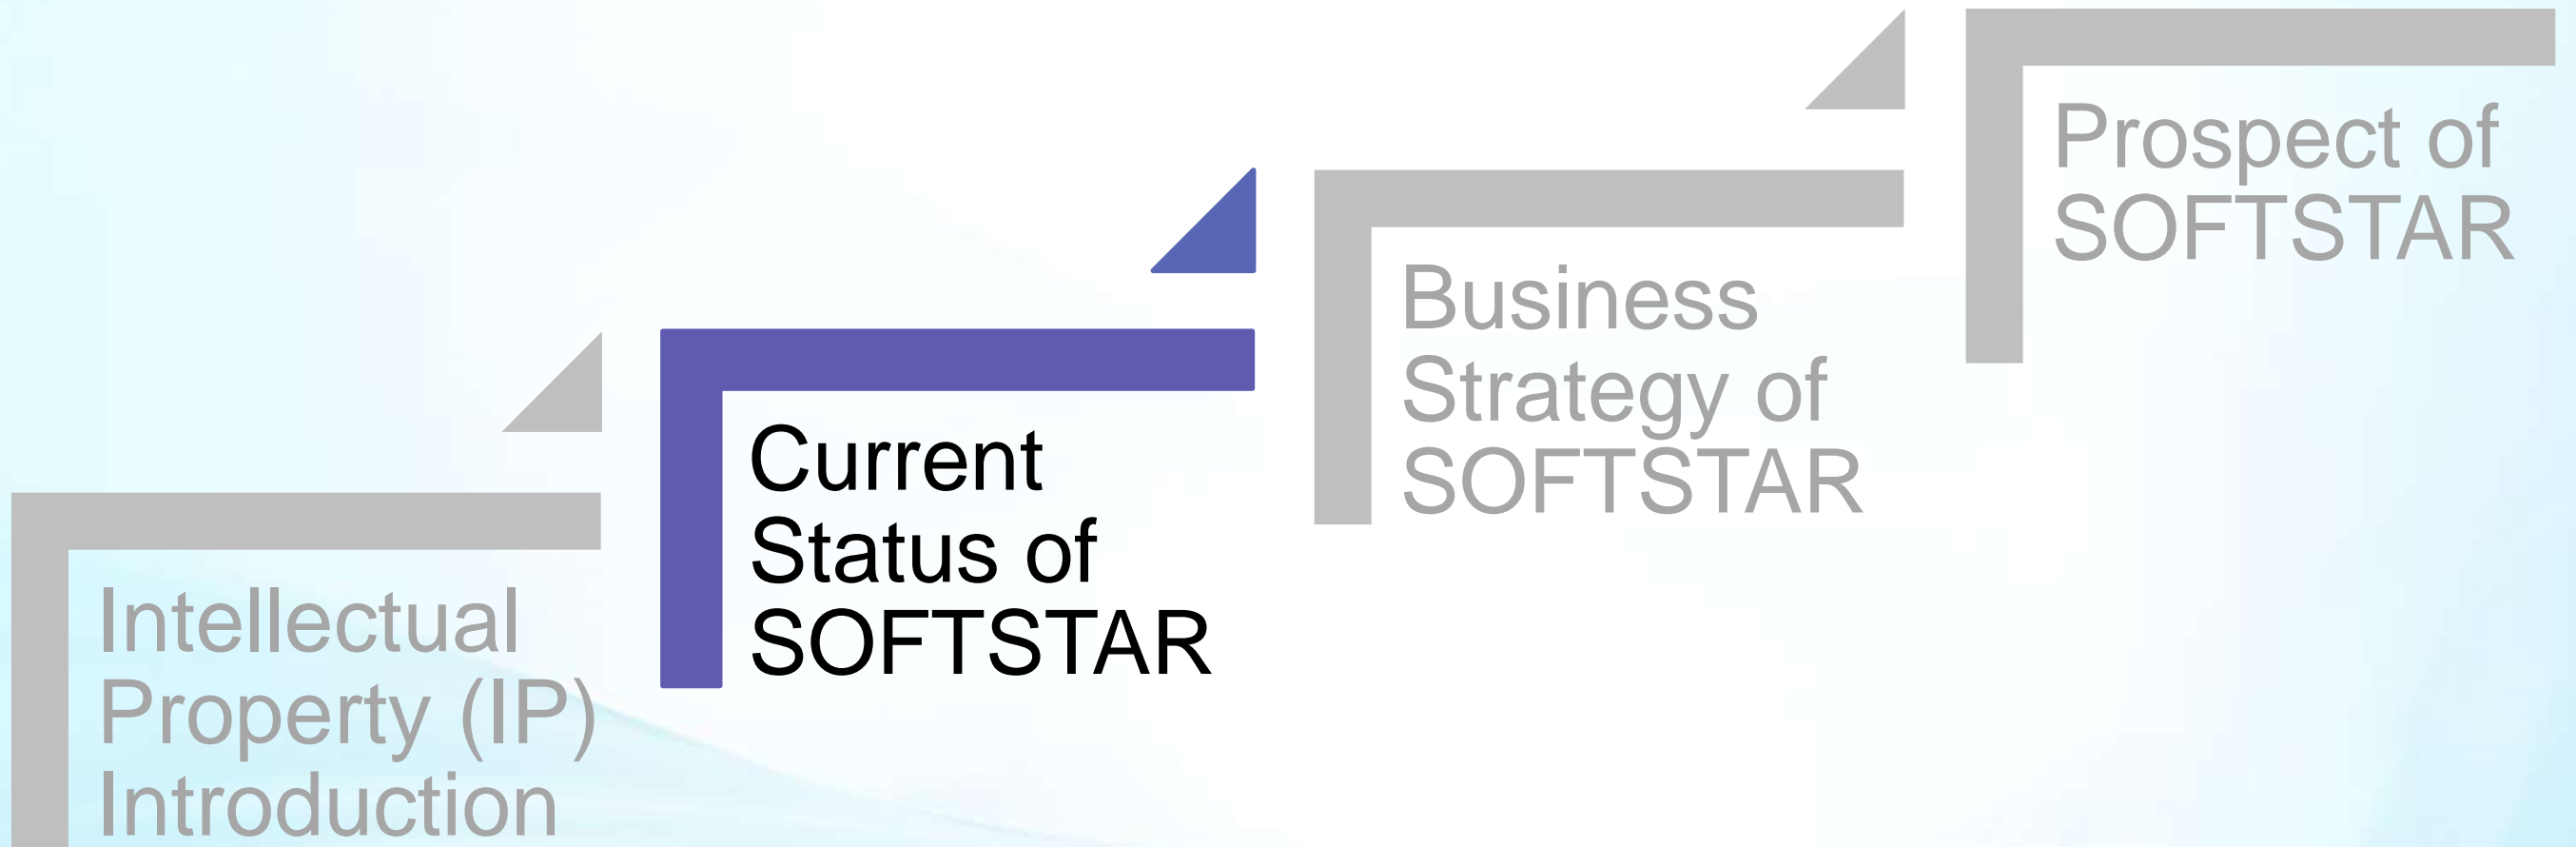 Intellectual
Property (IP)
Introduction
Current
Status of
SOFTSTAR
Business
Strategy of
SOFTSTAR
Prospect of
SOFTSTAR